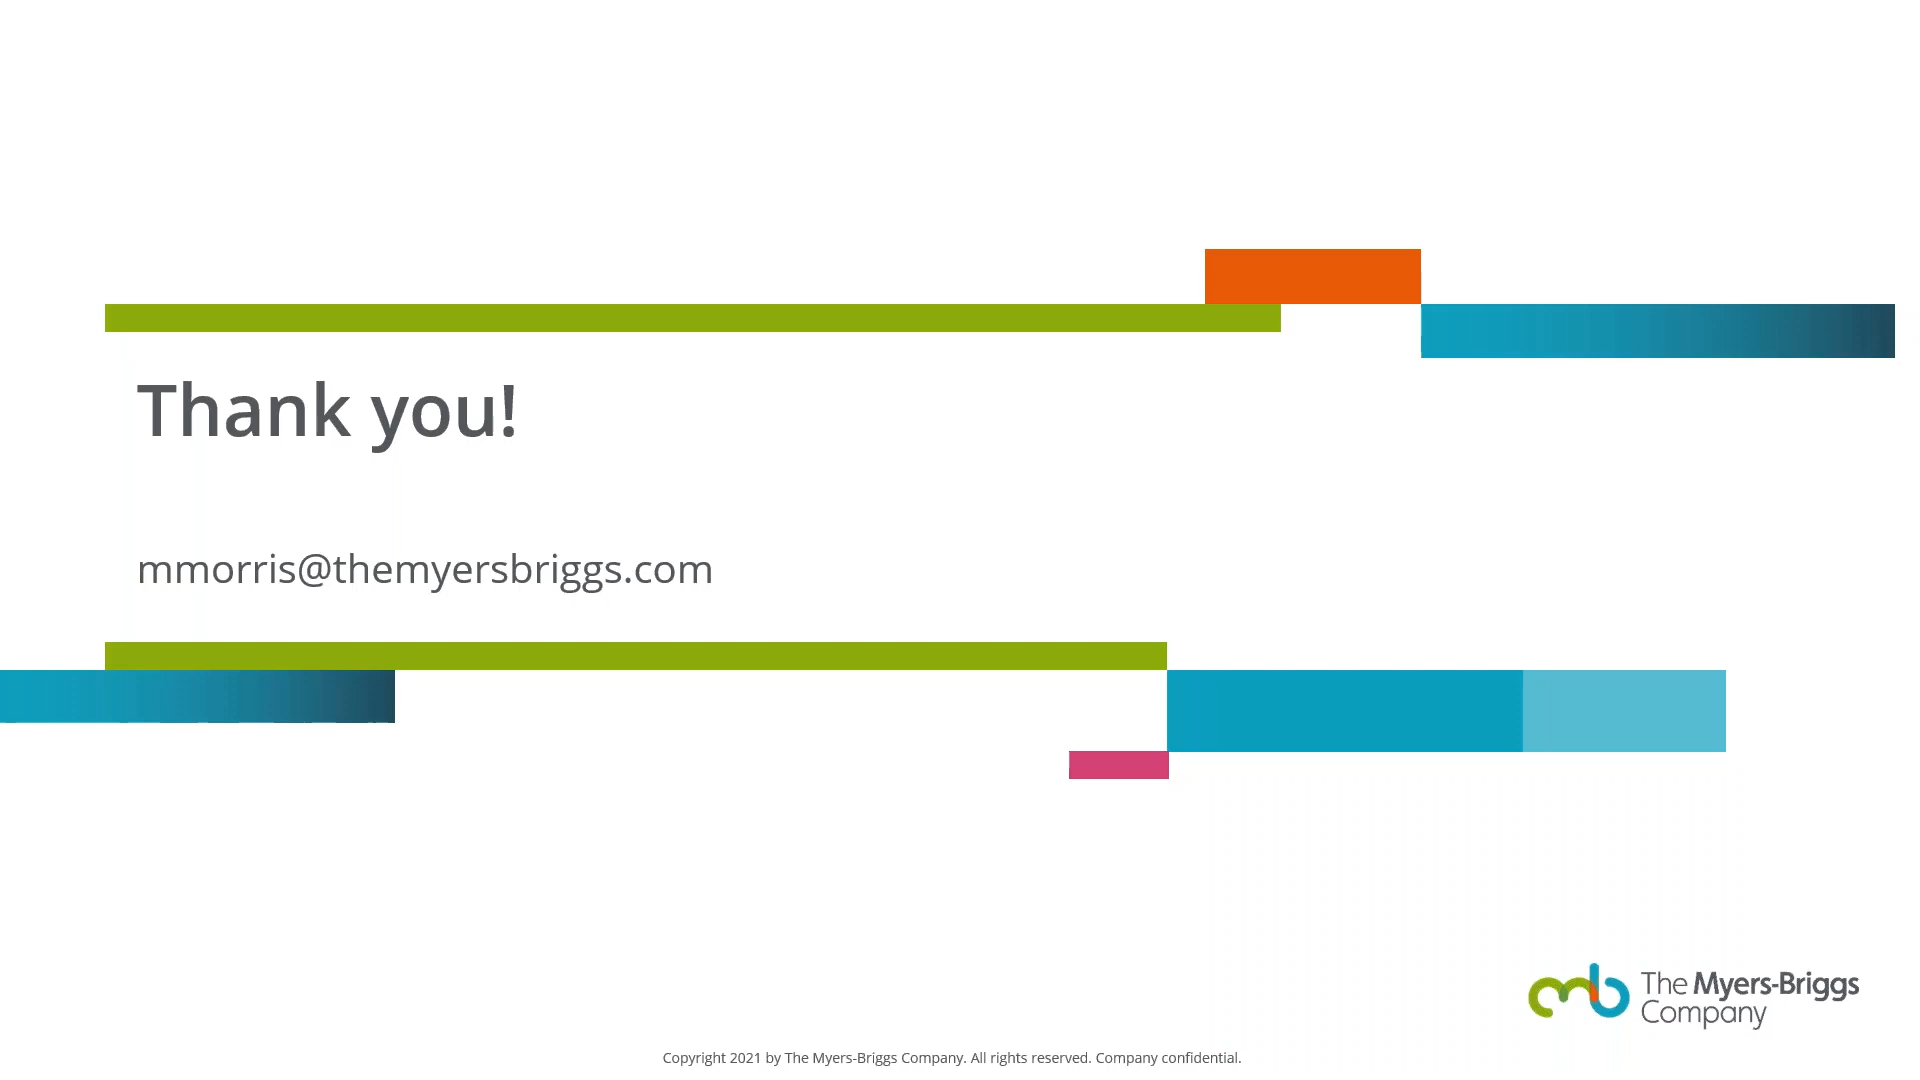 Thank you!
mmorris@themyersbriggs.com
The Myers-Briggs
Company
Copyright 2021 by The Myers-Briggs Company. All rights reserved. Company confidential.